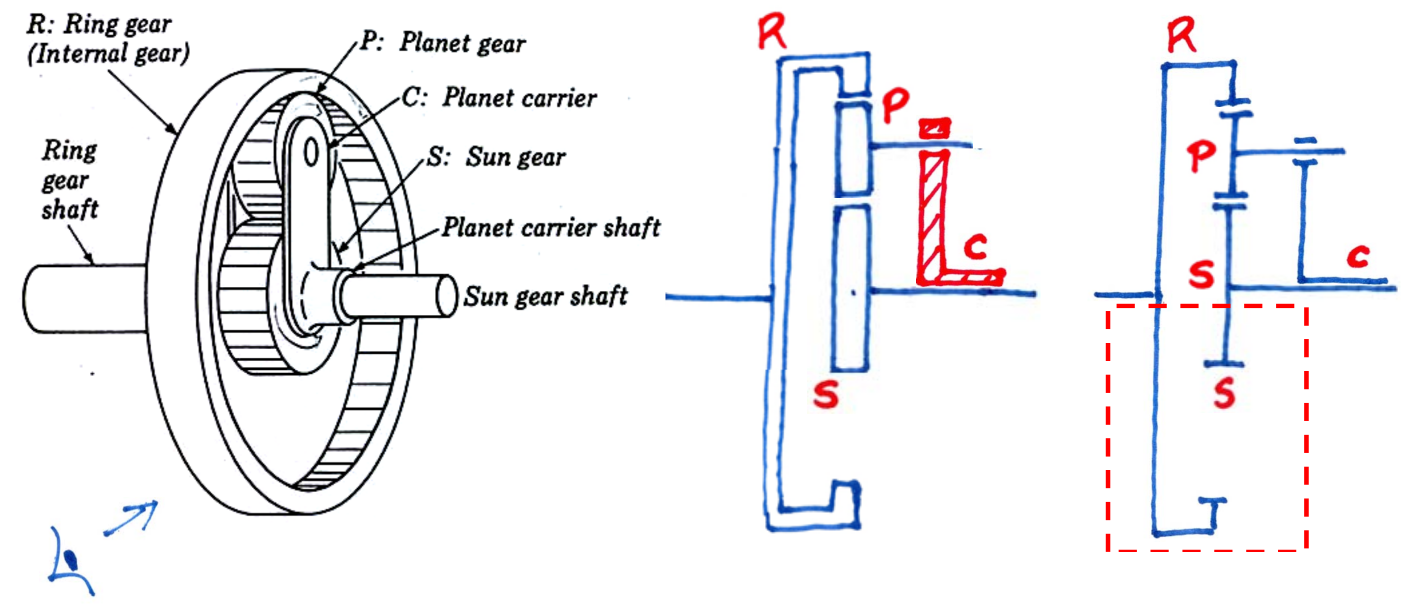 R: Ring gear
(Internal gear)
P: Planet gear
C: Planet carrier
Ring
gear
shaft
S: Sun gear
Planet carrier shaft
Sun gear shaft
R
P
C
S
R
P
S
C
S